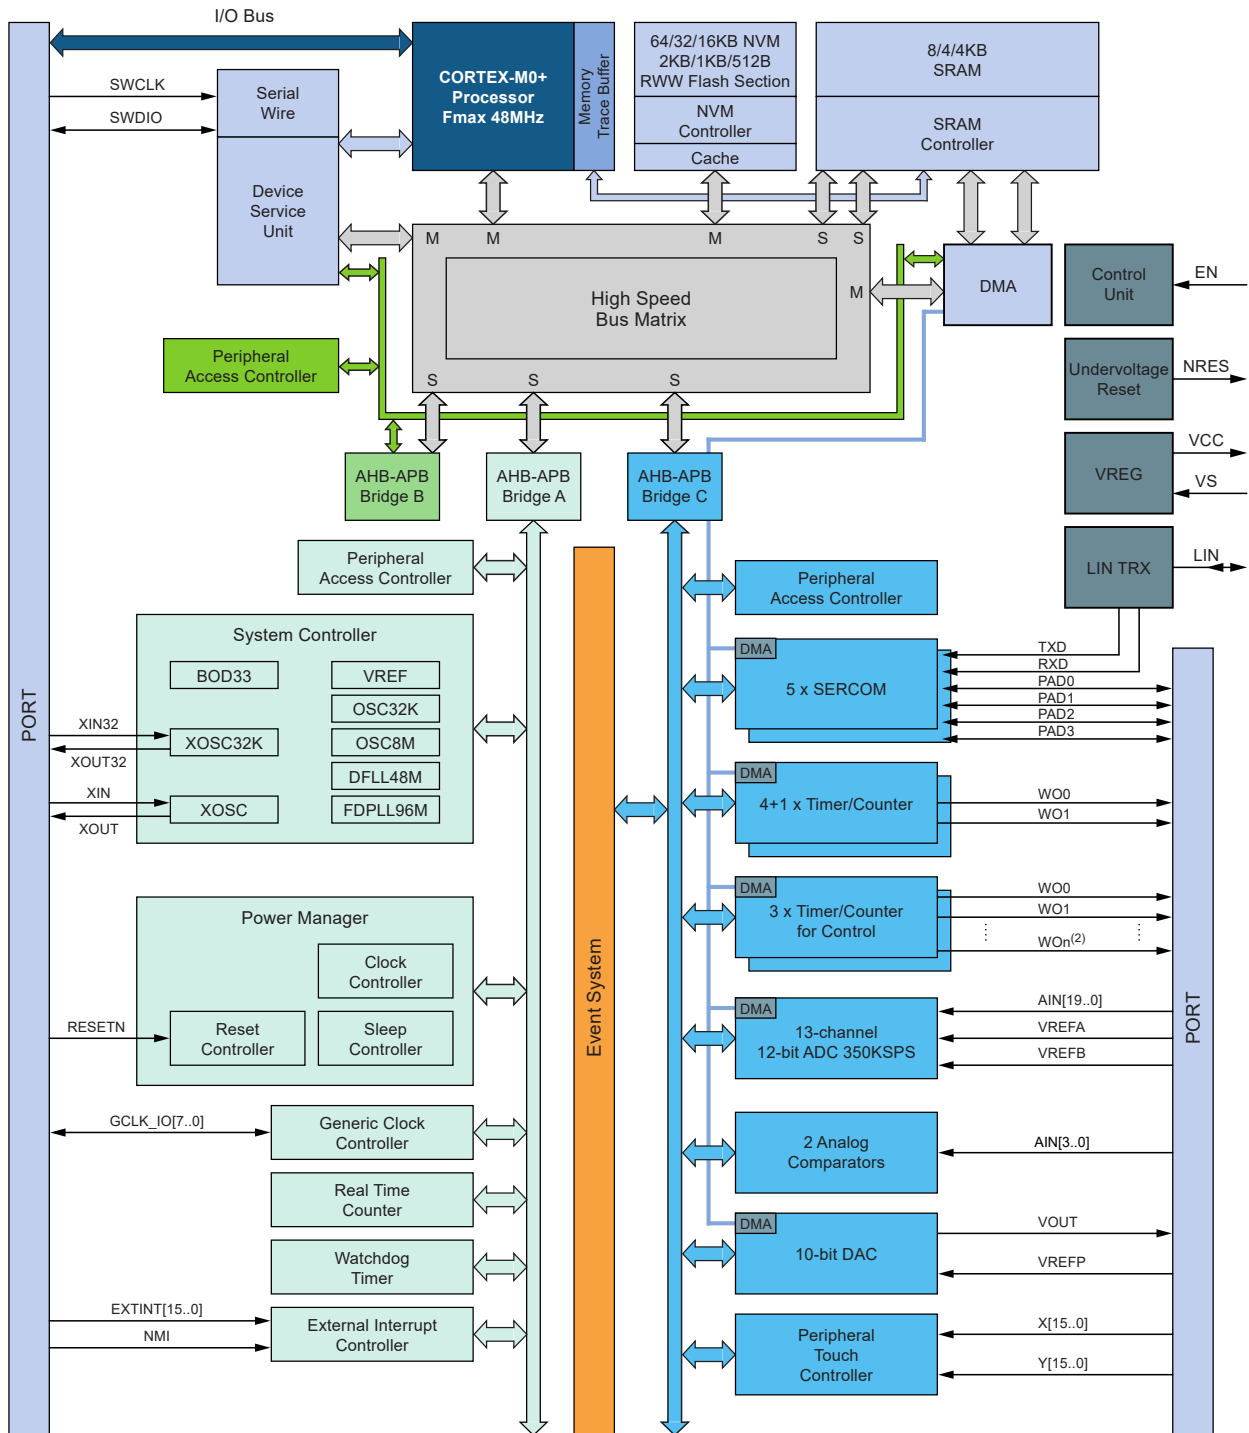 I/O Bus
SWCLK
SWDIO
Serial
Wire
Device
Service
Unit
CORTEX-M0+
Processor
Fmax 48MHz
Memory
Trace Buffer
64/32/16KB NVM
2KB/1KB/512B
RWW Flash Section
NVM
Controller
Cache
8/4/4KB
SRAM
SRAM
Controller
M
M
M
S
S
M
High Speed
Bus Matrix
S
S
S
DMA
Control
Unit
EN
Undervoltage
Reset
NRES
VREG
VCC
VS
LIN TRX
LIN
Peripheral
Access Controller
AHB-APB
Bridge B
AHB-APB
Bridge A
AHB-APB
Bridge C
PORT
Peripheral
Access Controller
System Controller
BOD33
VREF
OSC32K
XOSC32K
OSC8M
DFLL48M
XOSC
FDPLL96M
XIN32
XOUT32
XIN
XOUT
Power Manager
Clock
Controller
Reset
Controller
Sleep
Controller
RESETN
GCLK_IO[7..0]
Generic Clock
Controller
Real Time
Counter
Watchdog
Timer
EXTINT[15..0]
NMI
External Interrupt
Controller
Event System
Peripheral
Access Controller
DMA
5 x SERCOM
TXD
RXD
PAD0
PAD1
PAD2
PAD3
DMA
4+1 x Timer/Counter
WO0
WO1
DMA
3 x Timer/Counter
for Control
WO0
WO1
WOn(2)
DMA
13-channel
12-bit ADC 350KSPS
AIN[19..0]
VREFA
VREFB
2 Analog
Comparators
AIN[3..0]
DMA
10-bit DAC
VOUT
VREFP
Peripheral
Touch
Controller
X[15..0]
Y[15..0]
PORT